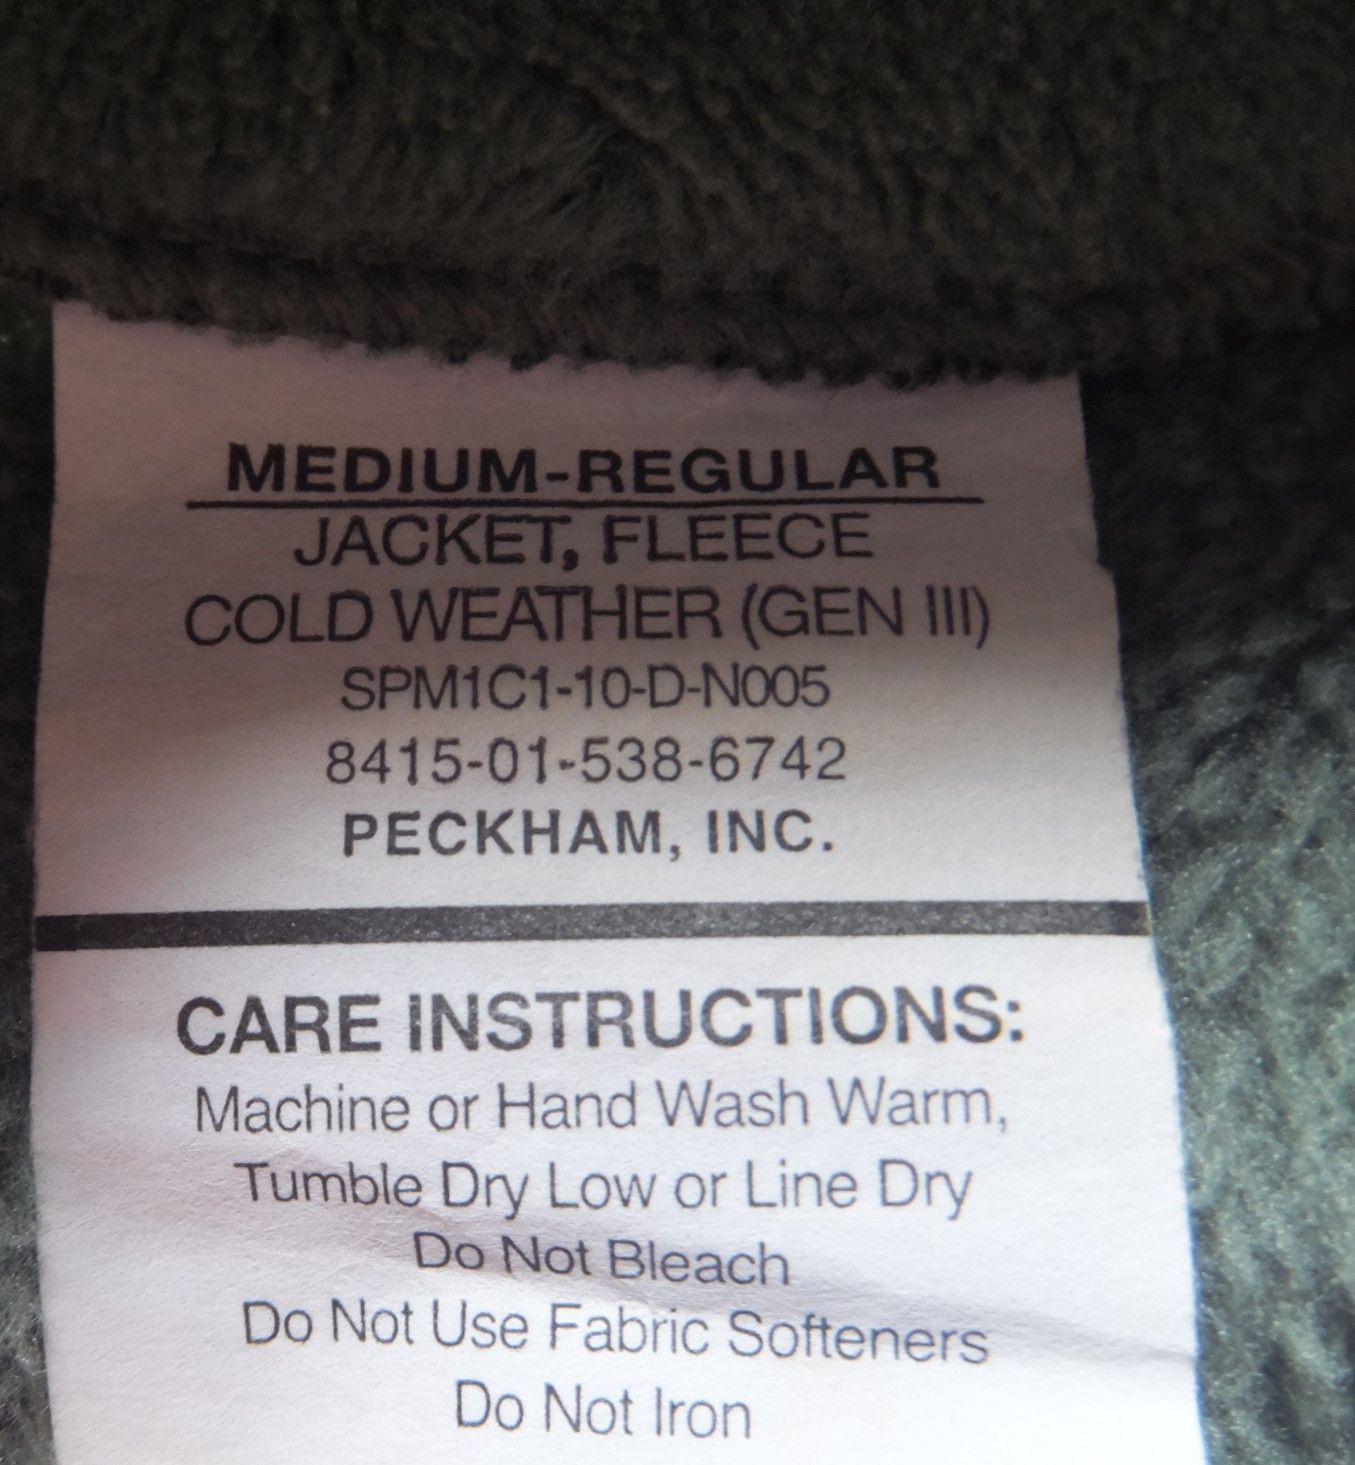 MEDIUM-REGULAR
JACKET, FLEECE
COLD WEATHER (GEN III)
SPM1C1-10-D-N005
8415-01-538-6742
PECKHAM, INC.
CARE INSTRUCTIONS:
Machine or Hand Wash Warm,
Tumble Dry Low or Line Dry
Do Not Bleach
Do Not Use Fabric Softeners
Do Not Iron